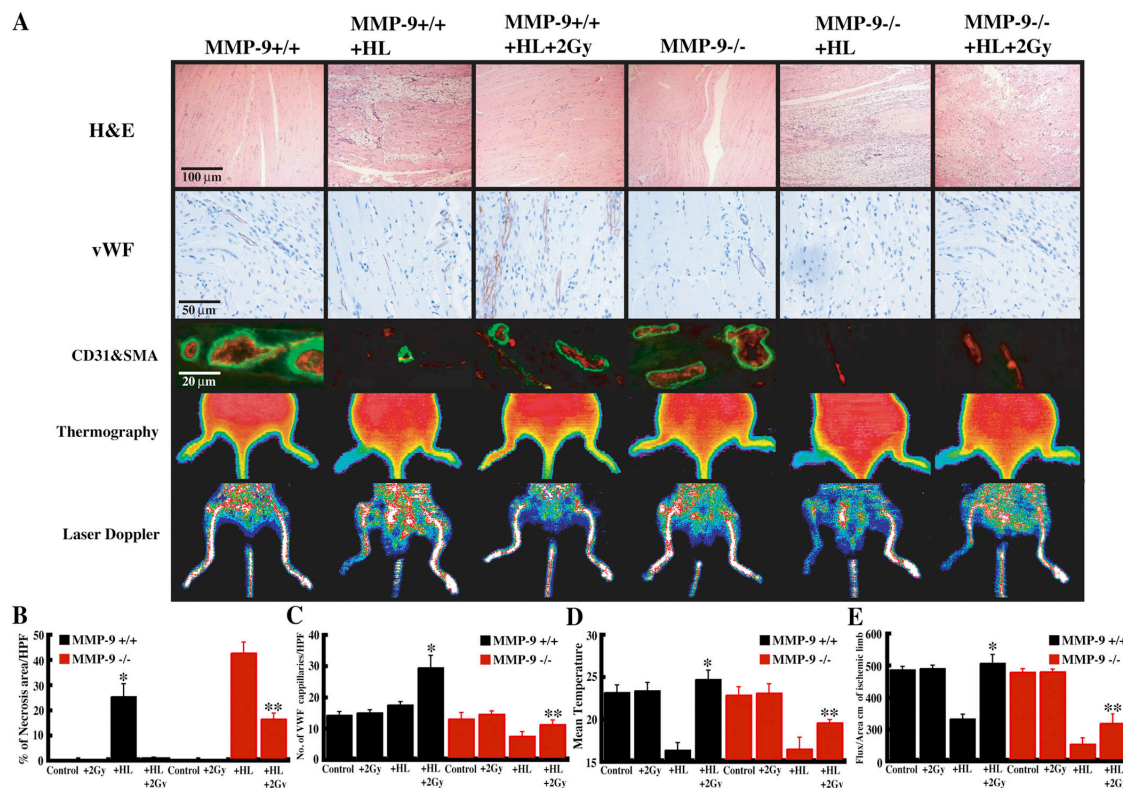 A
MMP-9+/+
MMP-9+/+
+HL
MMP-9+/+
+HL+2Gy
MMP-9-/-
MMP-9-/-
+HL
MMP-9-/-
+HL+2Gy
H&E
100 µm
vWF
50 µm
CD31&SMA
20 µm
Thermography
Laser Doppler
B
% of Necrosis area/HPF
50
40
30
20
10
0
MMP-9 +/+
MMP-9 -/-
*
**
Control +2Gy +HL +HL +2Gy Control +2Gy +HL +HL +2Gy
C
No. of VWF cappillaries/HPF
40
30
20
10
0
MMP-9 +/+
MMP-9 -/-
*
**
Control +2Gy +HL +HL +2Gy Control +2Gy +HL +HL +2Gy
D
Mean Temperature
30
25
20
15
MMP-9 +/+
MMP-9 -/-
*
**
Control +2Gy +HL +HL +2Gy Control +2Gy +HL +HL +2Gy
E
Flux/Area cm of ischemic limb
600
500
400
300
200
100
0
MMP-9 +/+
MMP-9 -/-
*
**
Control +2Gy +HL +HL +2Gy Control +2Gy +HL +HL +2Gy